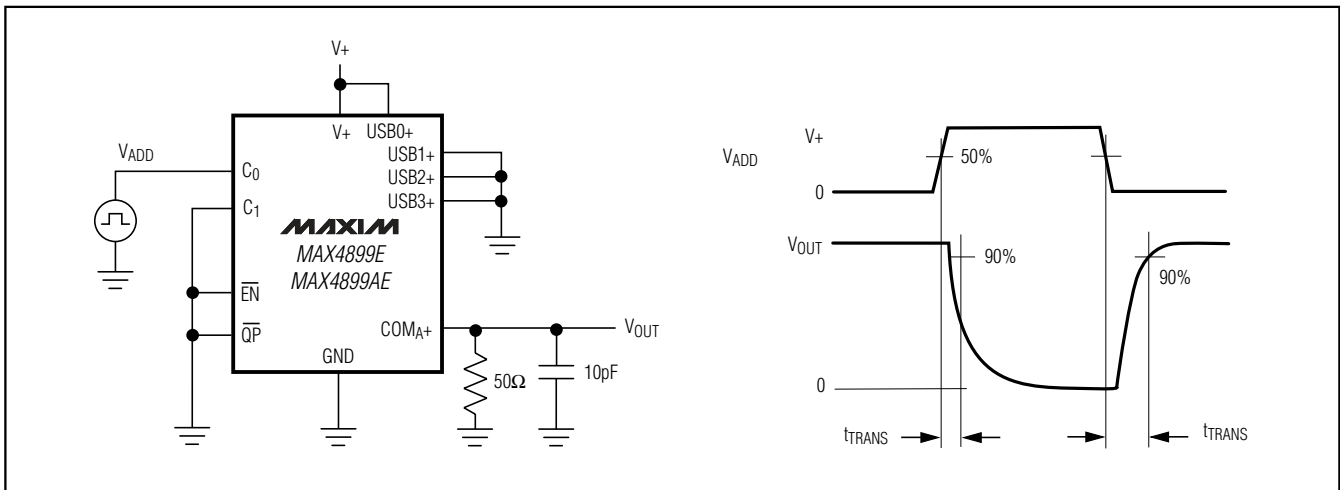 V+
V+
USB0+
USB1+
USB2+
USB3+
VADD
C0
C1
MAXIM
MAX4899E
MAX4899AE
EN
QP
COMA+
VOUT
GND
50Ω
10pF
V+
VADD
50%
0
VOUT
90%
90%
0
tTRANS
tTRANS